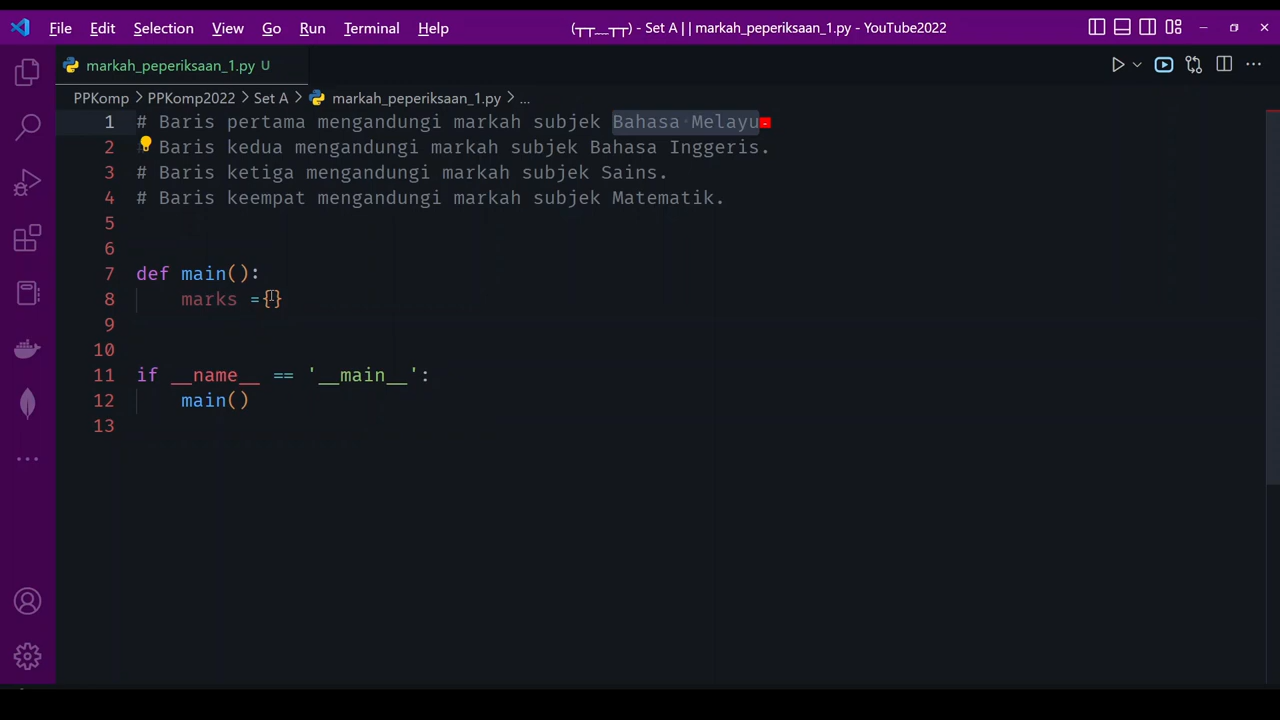 File Edit Selection View Go Run Terminal Help (┬┬﹏┬┬) - Set A || markah_peperiksaan_1.py - YouTube2022
markah_peperiksaan_1.py U
PPKomp > PPKomp2022 > Set A > markah_peperiksaan_1.py > ...
1 # Baris pertama mengandungi markah subjek Bahasa Melayu.
2 # Baris kedua mengandungi markah subjek Bahasa Inggeris.
3 # Baris ketiga mengandungi markah subjek Sains.
4 # Baris keempat mengandungi markah subjek Matematik.
5
6
7 def main():
8 marks ={}
9
10
11 if __name__ == '__main__':
12 main()
13